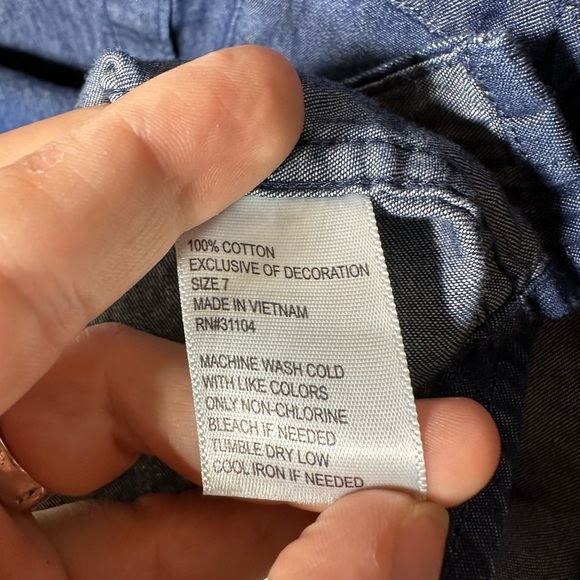 100% COTTON
EXCLUSIVE OF DECORATION
SIZE 7
MADE IN VIETNAM
RN#31104
MACHINE WASH COLD
WITH LIKE COLORS
ONLY NON-CHLORINE
BLEACH IF NEEDED
TUMBLE DRY LOW
COOL IRON IF NEEDED